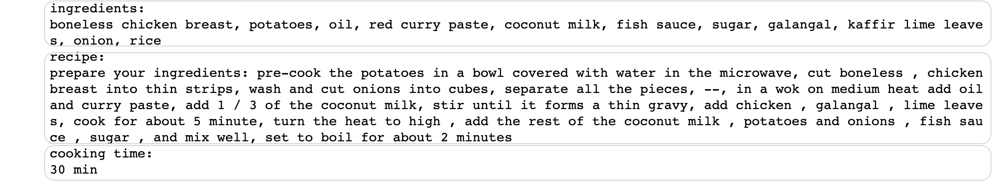 ingredients:
boneless chicken breast, potatoes, oil, red curry paste, coconut milk, fish sauce, sugar, galangal, kaffir lime leave
s, onion, rice
recipe:
prepare your ingredients: pre-cook the potatoes in a bowl covered with water in the microwave, cut boneless , chicken
breast into thin strips, wash and cut onions into cubes, separate all the pieces, --, in a wok on medium heat add oil
and curry paste, add 1 / 3 of the coconut milk, stir until it forms a thin gravy, add chicken , galangal , lime leave
s, cook for about 5 minute, turn the heat to high , add the rest of the coconut milk , potatoes and onions , fish sau
ce , sugar , and mix well, set to boil for about 2 minutes
cooking time:
30 min